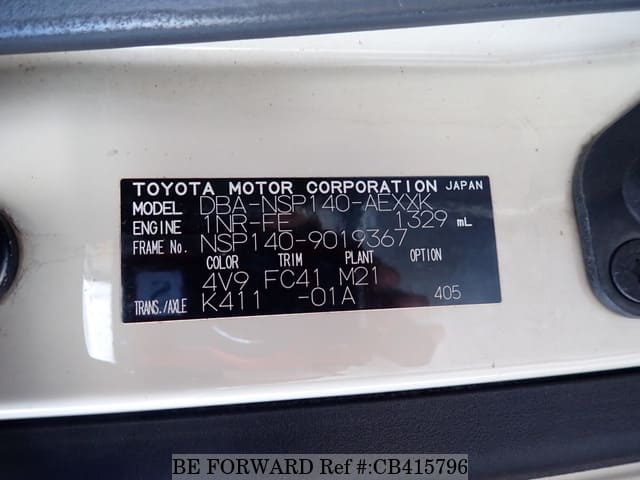 TOYOTA MOTOR CORPORATION JAPAN
MODEL DBA-NSP140-AEXXK
ENGINE 1NR-FE 1329 mL
FRAME No. NSP140-9019367
COLOR TRIM PLANT OPTION
4V9 FC41 M21
TRANS./AXLE K411 -01A 405
BE FORWARD Ref #:CB415796